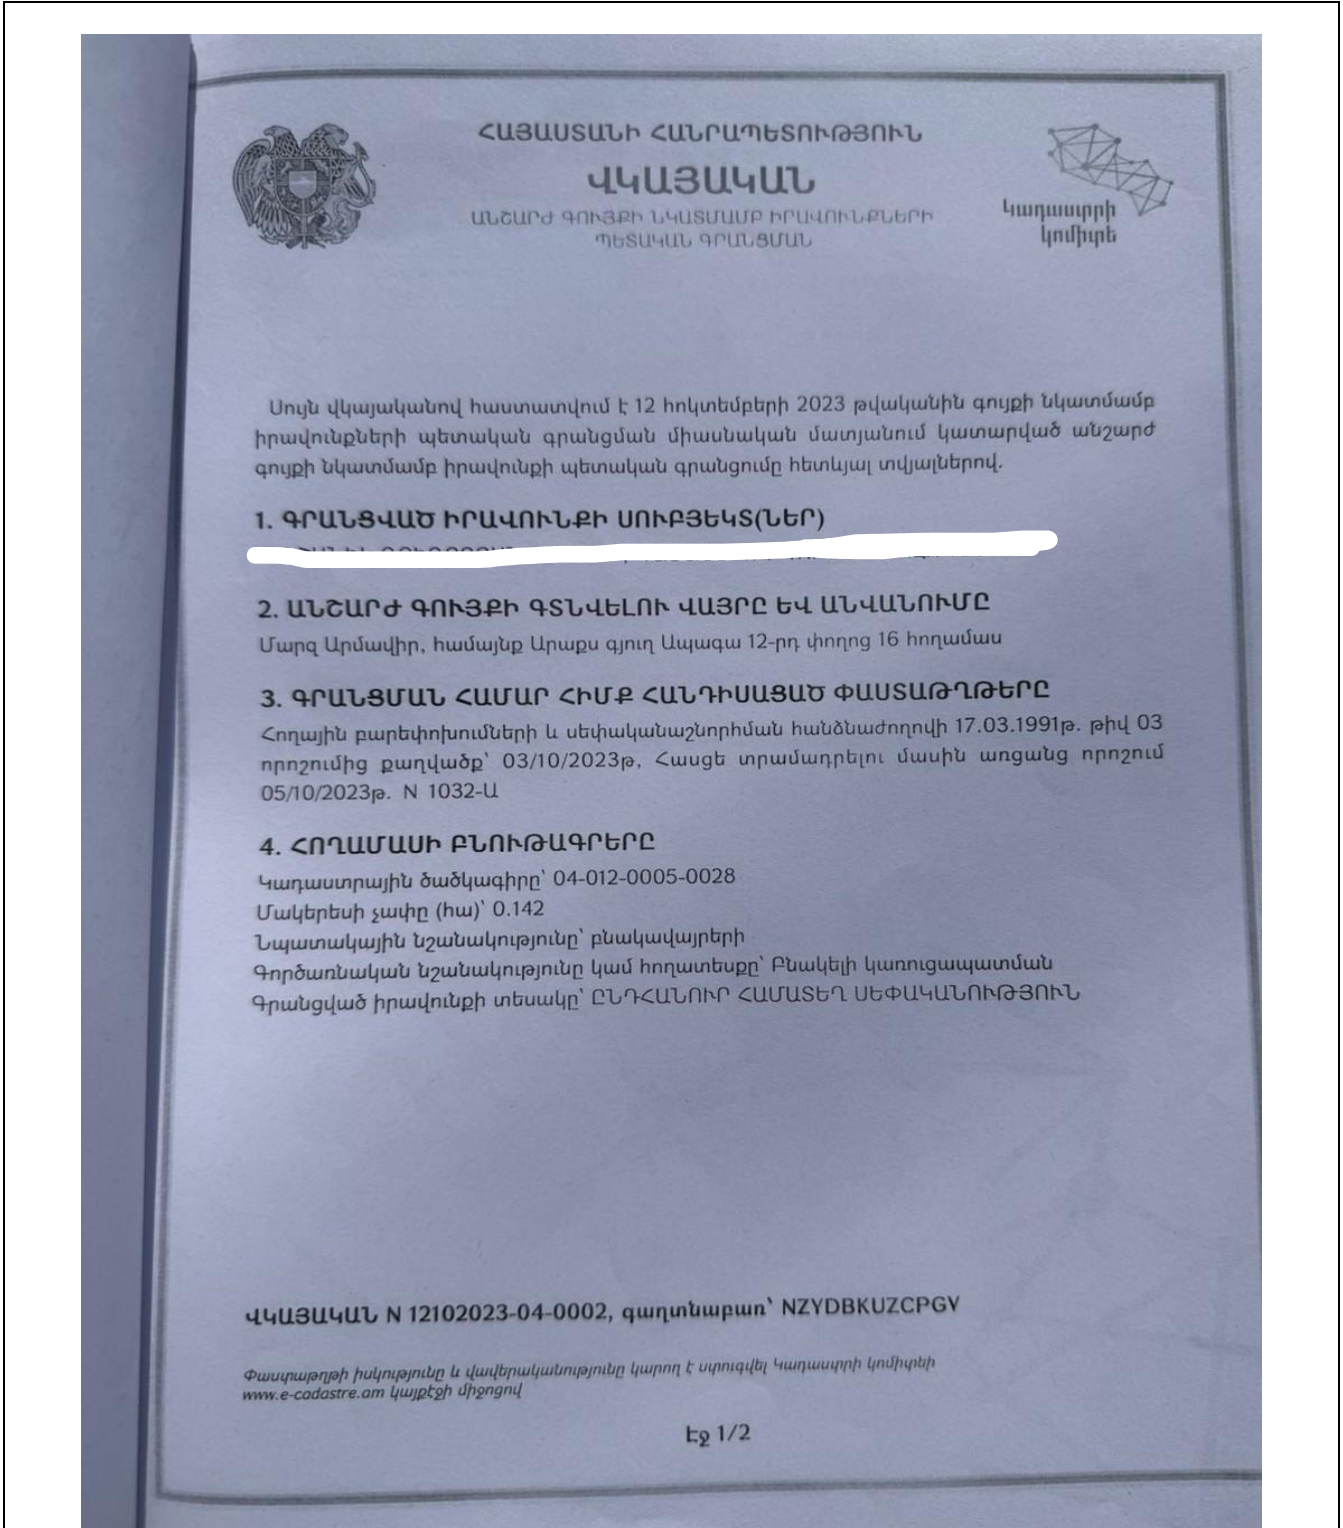 ՀԱՅԱՍՏԱՆԻ ՀԱՆՐԱՊԵՏՈՒԹՅՈՒՆ
ՎԿԱՅԱԿԱՆ
ԱՆՇԱՐԺ ԳՈՒՅՔԻ ՆԿԱՏՄԱՄԲ ԻՐԱՎՈՒՆՔՆԵՐԻ
ՊԵՏԱԿԱՆ ԳՐԱՆՑՄԱՆ
Կադաստրի
կոմիտե
Սույն վկայականով հաստատվում է 12 հոկտեմբերի 2023 թվականին գույքի նկատմամբ
իրավունքների պետական գրանցման միասնական մատյանում կատարված անշարժ
գույքի նկատմամբ իրավունքի պետական գրանցումը հետևյալ տվյալներով.
1. ԳՐԱՆՑՎԱԾ ԻՐԱՎՈՒՆՔԻ ՍՈՒԲՅԵԿՏ(ՆԵՐ)
2. ԱՆՇԱՐԺ ԳՈՒՅՔԻ ԳՏՆՎԵԼՈՒ ՎԱՅՐԸ ԵՎ ԱՆՎԱՆՈՒՄԸ
Մարզ Արմավիր, համայնք Արաքս գյուղ Ապագա 12-րդ փողոց 16 հողամաս
3. ԳՐԱՆՑՄԱՆ ՀԱՄԱՐ ՀԻՄՔ ՀԱՆԴԻՍԱՑԱԾ ՓԱՍՏԱԹՂԹԵՐԸ
Հողային բարեփոխումների և սեփականաշնորհման հանձնաժողովի 17.03.1991թ. թիվ 03
որոշումից քաղվածք՝ 03/10/2023թ, Հասցե տրամադրելու մասին առցանց որոշում
05/10/2023թ. N 1032-Ա
4. ՀՈՂԱՄԱՍԻ ԲՆՈՒԹԱԳՐԵՐԸ
Կադաստրային ծածկագիրը՝ 04-012-0005-0028
Մակերեսի չափը (հա)՝ 0.142
Նպատակային նշանակությունը՝ բնակավայրերի
Գործառնական նշանակությունը կամ հողատեսքը՝ Բնակելի կառուցապատման
Գրանցված իրավունքի տեսակը՝ ԸՆԴՀԱՆՈՒՐ ՀԱՄԱՏԵՂ ՍԵՓԱԿԱՆՈՒԹՅՈՒՆ
ՎԿԱՅԱԿԱՆ N 12102023-04-0002, գաղտնաբառ՝ NZYDBKUZCPGV
Փաստաթղթի իսկությունը և վավերականությունը կարող է ստուգվել Կադաստրի կոմիտեի
www.e-cadastre.am կայքէջի միջոցով
Էջ 1/2